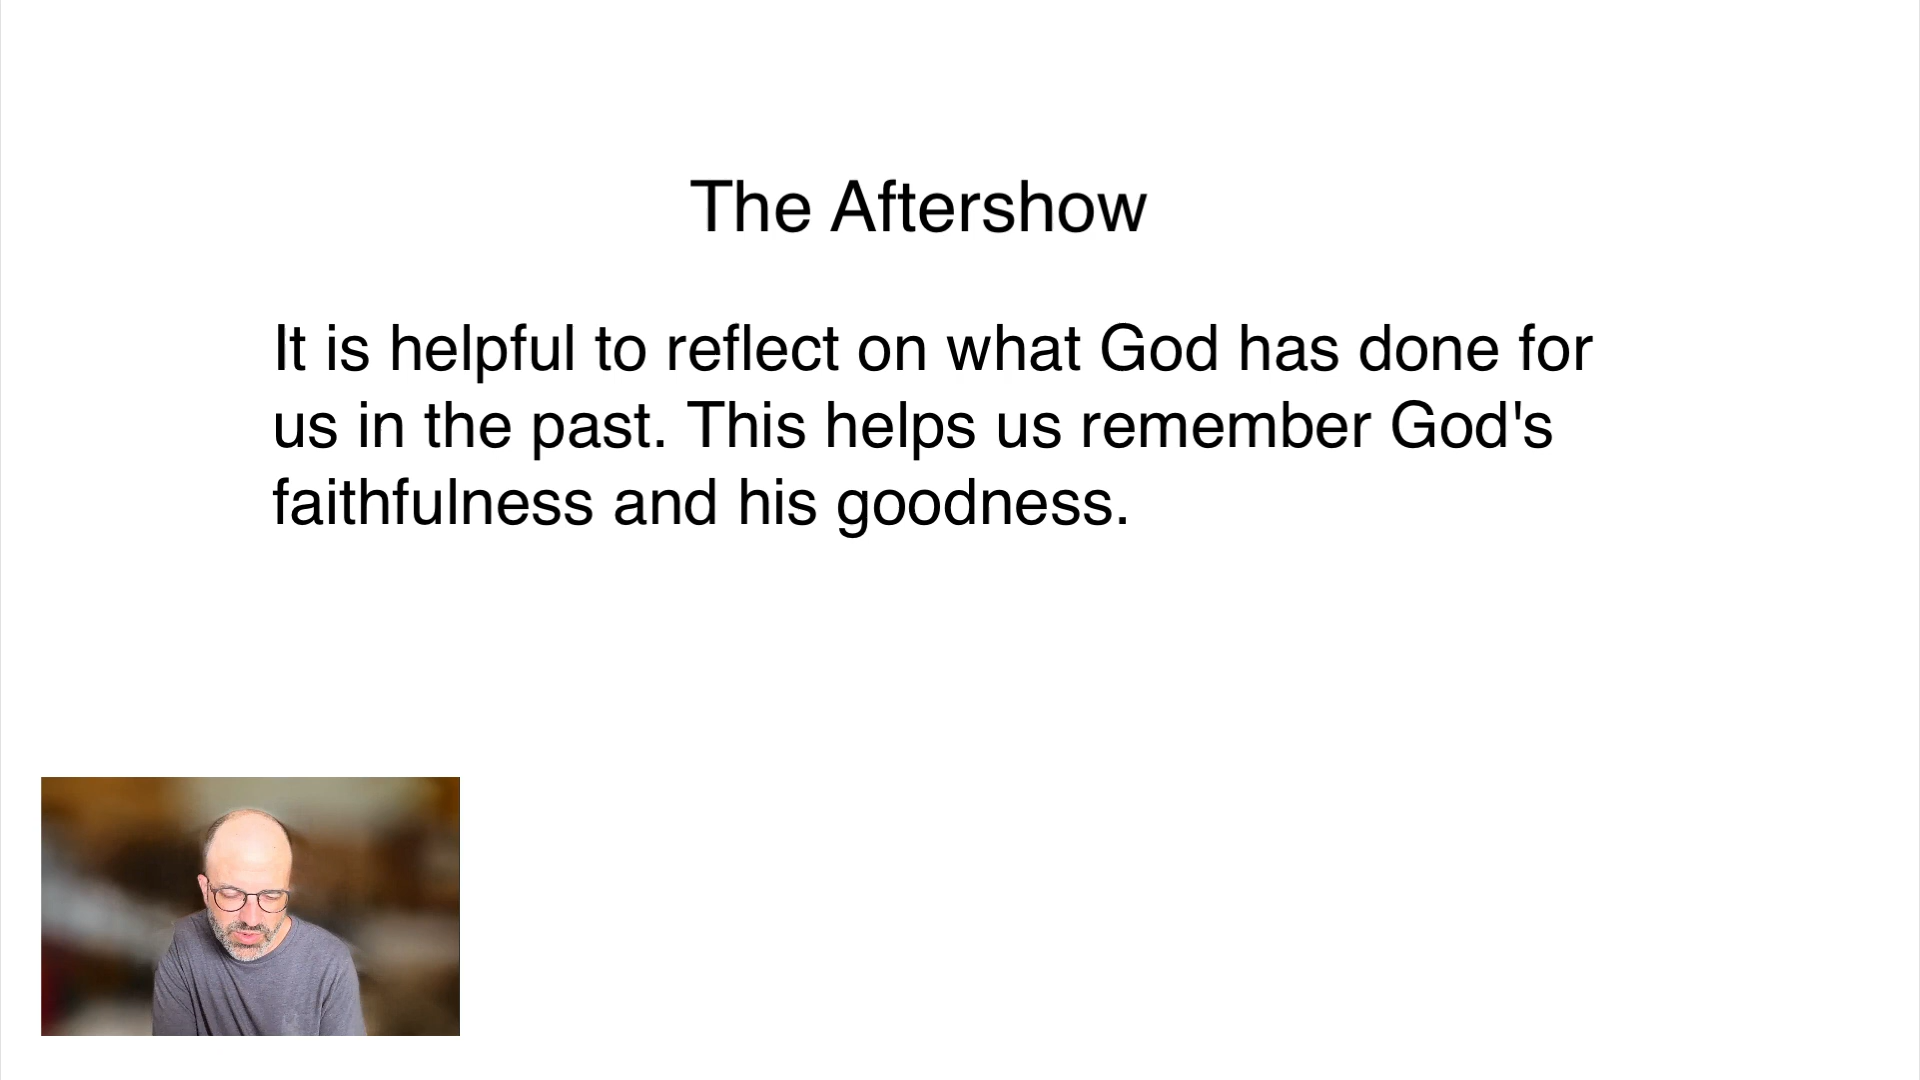 The Aftershow
It is helpful to reflect on what God has done for
us in the past. This helps us remember God's
faithfulness and his goodness.